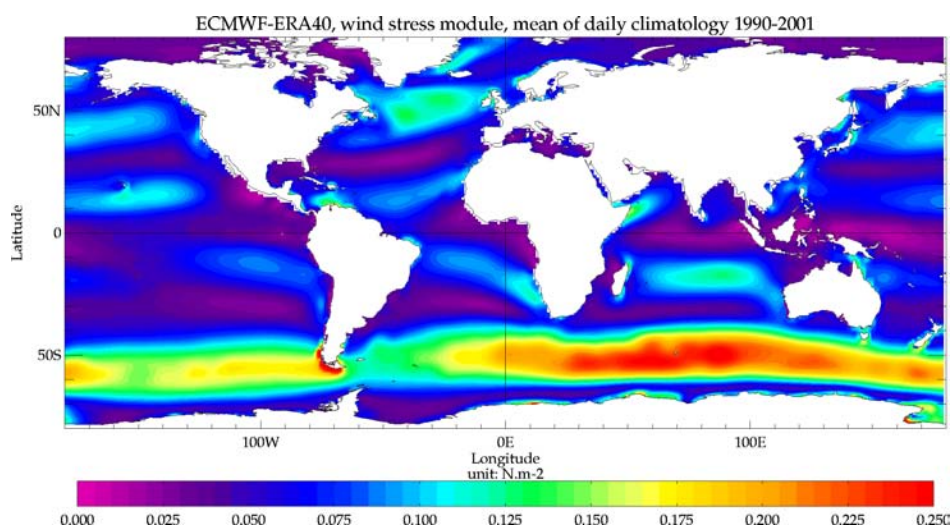 ECMWF-ERA40, wind stress module, mean of daily climatology 1990-2001
50N
0
50S
Latitude
100W 0E 100E
Longitude
unit: N.m-2
0.000 0.025 0.050 0.075 0.100 0.125 0.150 0.175 0.200 0.225 0.250